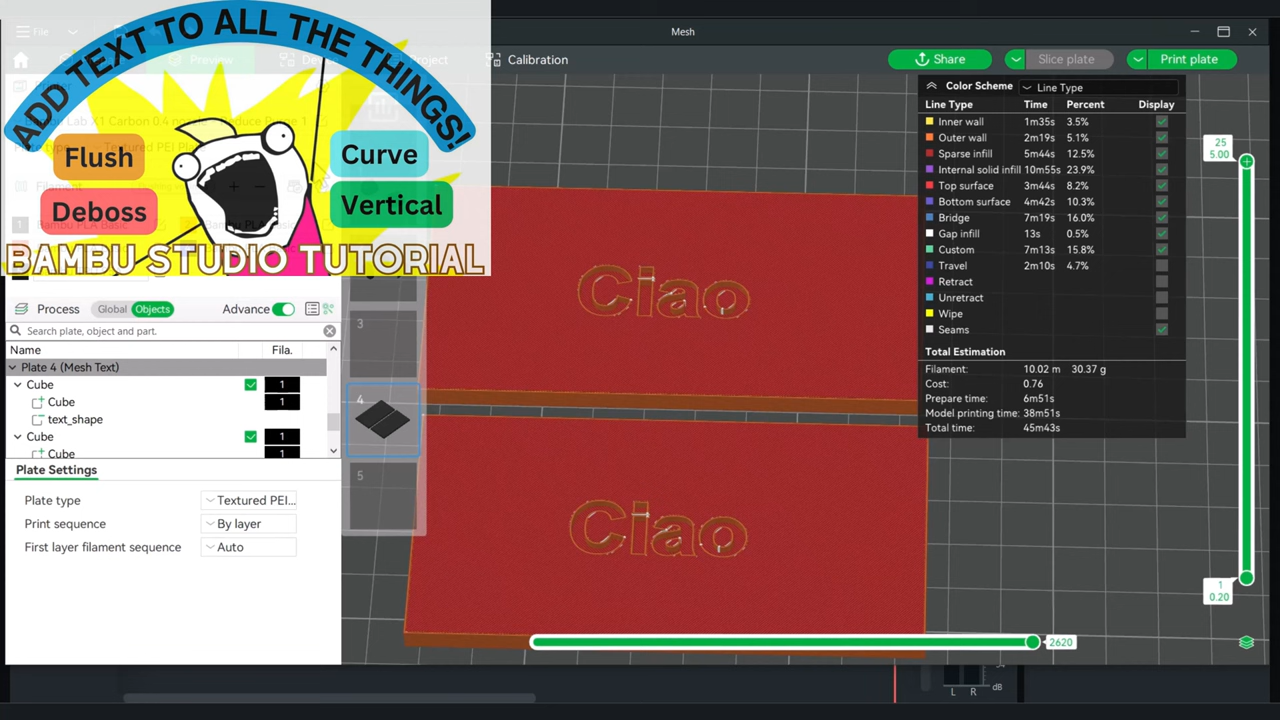 ADD TEXT TO ALL THE THINGS!
Flush
Curve
Deboss
Vertical
BAMBU STUDIO TUTORIAL
File
Mesh
Preview
Project
Calibration
Share
Slice plate
Print plate
Color Scheme
Line Type
Line Type Time Percent Display
Inner wall 1m35s 3.5%
Outer wall 2m19s 5.1%
Sparse infill 5m44s 12.5%
Internal solid infill 10m55s 23.9%
Top surface 3m44s 8.2%
Bottom surface 4m42s 10.3%
Bridge 7m19s 16.0%
Gap infill 13s 0.5%
Custom 7m13s 15.8%
Travel 2m10s 4.7%
Retract
Unretract
Wipe
Seams
Total Estimation
Filament: 10.02 m 30.37 g
Cost: 0.76
Prepare time: 6m51s
Model printing time: 38m51s
Total time: 45m43s
25
5.00
1
0.20
2620
Ciao
Ciao
3
4
5
Process
Global
Objects
Advance
Search plate, object and part.
Name Fila.
Plate 4 (Mesh Text)
Cube 1
Cube 1
text_shape
Cube 1
Cube 1
Plate Settings
Plate type Textured PEI...
Print sequence By layer
First layer filament sequence Auto
L R dB